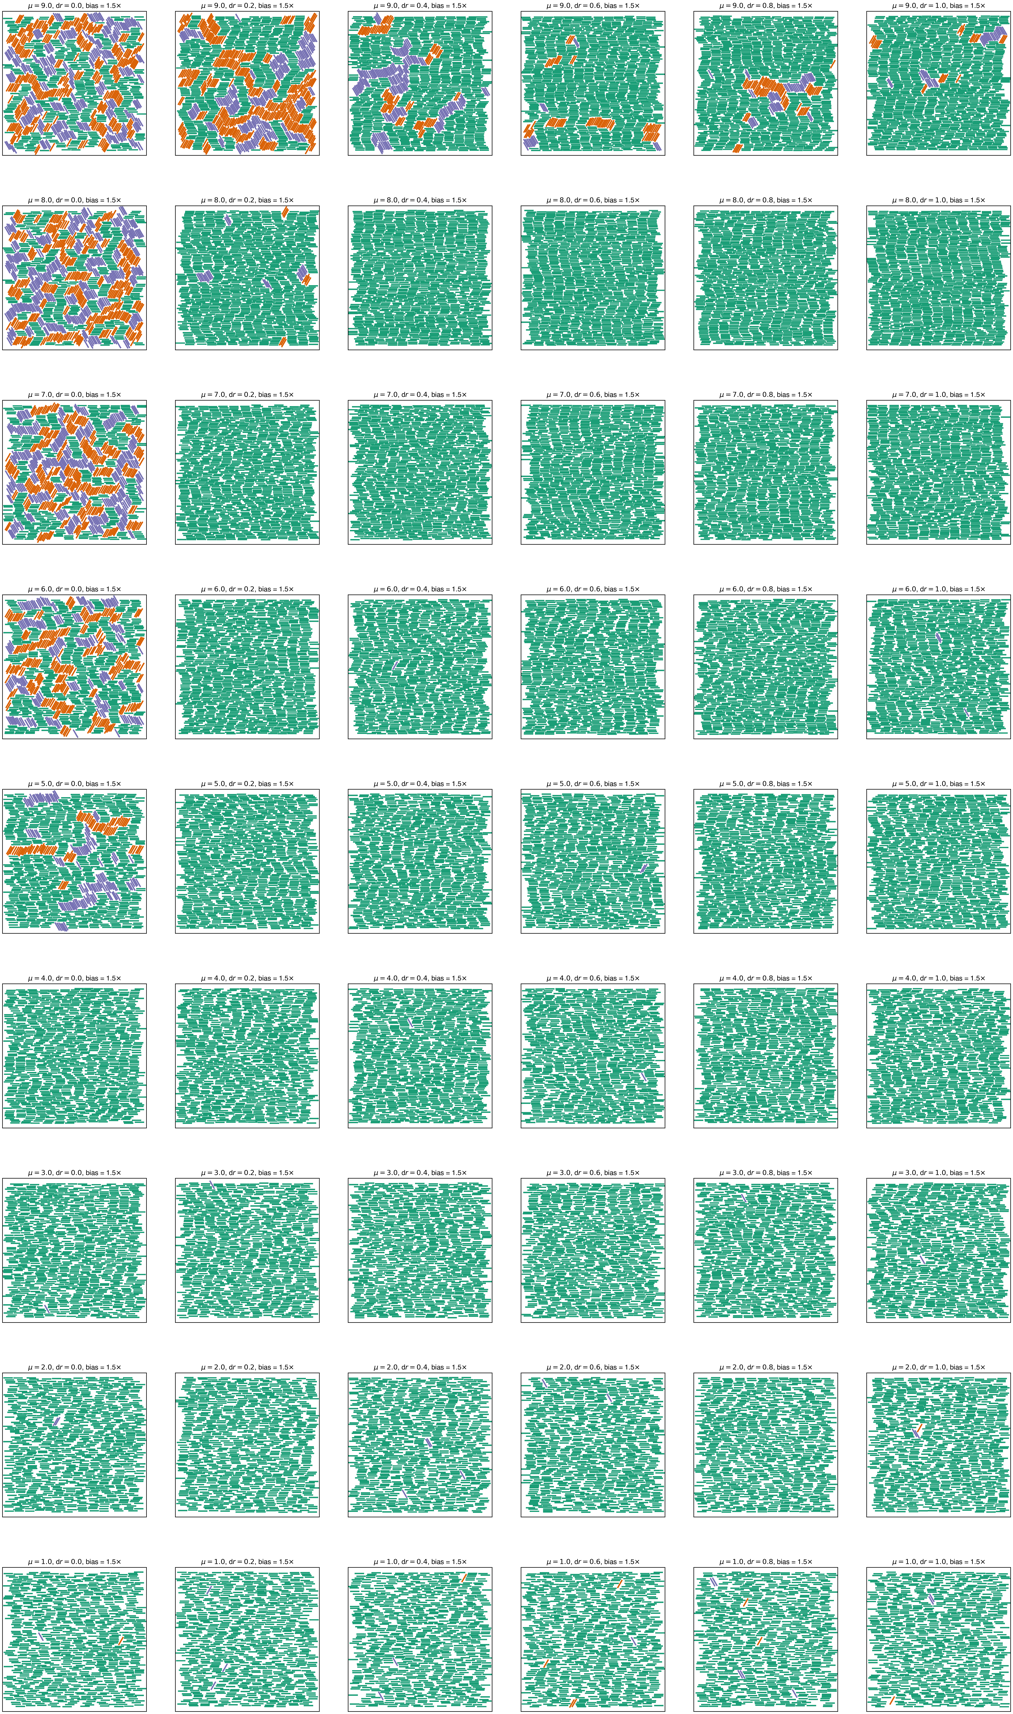 μ = 9.0, dr = 0.0, bias = 1.5×
μ = 9.0, dr = 0.2, bias = 1.5×
μ = 9.0, dr = 0.4, bias = 1.5×
μ = 9.0, dr = 0.6, bias = 1.5×
μ = 9.0, dr = 0.8, bias = 1.5×
μ = 9.0, dr = 1.0, bias = 1.5×
μ = 8.0, dr = 0.0, bias = 1.5×
μ = 8.0, dr = 0.2, bias = 1.5×
μ = 8.0, dr = 0.4, bias = 1.5×
μ = 8.0, dr = 0.6, bias = 1.5×
μ = 8.0, dr = 0.8, bias = 1.5×
μ = 8.0, dr = 1.0, bias = 1.5×
μ = 7.0, dr = 0.0, bias = 1.5×
μ = 7.0, dr = 0.2, bias = 1.5×
μ = 7.0, dr = 0.4, bias = 1.5×
μ = 7.0, dr = 0.6, bias = 1.5×
μ = 7.0, dr = 0.8, bias = 1.5×
μ = 7.0, dr = 1.0, bias = 1.5×
μ = 6.0, dr = 0.0, bias = 1.5×
μ = 6.0, dr = 0.2, bias = 1.5×
μ = 6.0, dr = 0.4, bias = 1.5×
μ = 6.0, dr = 0.6, bias = 1.5×
μ = 6.0, dr = 0.8, bias = 1.5×
μ = 6.0, dr = 1.0, bias = 1.5×
μ = 5.0, dr = 0.0, bias = 1.5×
μ = 5.0, dr = 0.2, bias = 1.5×
μ = 5.0, dr = 0.4, bias = 1.5×
μ = 5.0, dr = 0.6, bias = 1.5×
μ = 5.0, dr = 0.8, bias = 1.5×
μ = 5.0, dr = 1.0, bias = 1.5×
μ = 4.0, dr = 0.0, bias = 1.5×
μ = 4.0, dr = 0.2, bias = 1.5×
μ = 4.0, dr = 0.4, bias = 1.5×
μ = 4.0, dr = 0.6, bias = 1.5×
μ = 4.0, dr = 0.8, bias = 1.5×
μ = 4.0, dr = 1.0, bias = 1.5×
μ = 3.0, dr = 0.0, bias = 1.5×
μ = 3.0, dr = 0.2, bias = 1.5×
μ = 3.0, dr = 0.4, bias = 1.5×
μ = 3.0, dr = 0.6, bias = 1.5×
μ = 3.0, dr = 0.8, bias = 1.5×
μ = 3.0, dr = 1.0, bias = 1.5×
μ = 2.0, dr = 0.0, bias = 1.5×
μ = 2.0, dr = 0.2, bias = 1.5×
μ = 2.0, dr = 0.4, bias = 1.5×
μ = 2.0, dr = 0.6, bias = 1.5×
μ = 2.0, dr = 0.8, bias = 1.5×
μ = 2.0, dr = 1.0, bias = 1.5×
μ = 1.0, dr = 0.0, bias = 1.5×
μ = 1.0, dr = 0.2, bias = 1.5×
μ = 1.0, dr = 0.4, bias = 1.5×
μ = 1.0, dr = 0.6, bias = 1.5×
μ = 1.0, dr = 0.8, bias = 1.5×
μ = 1.0, dr = 1.0, bias = 1.5×